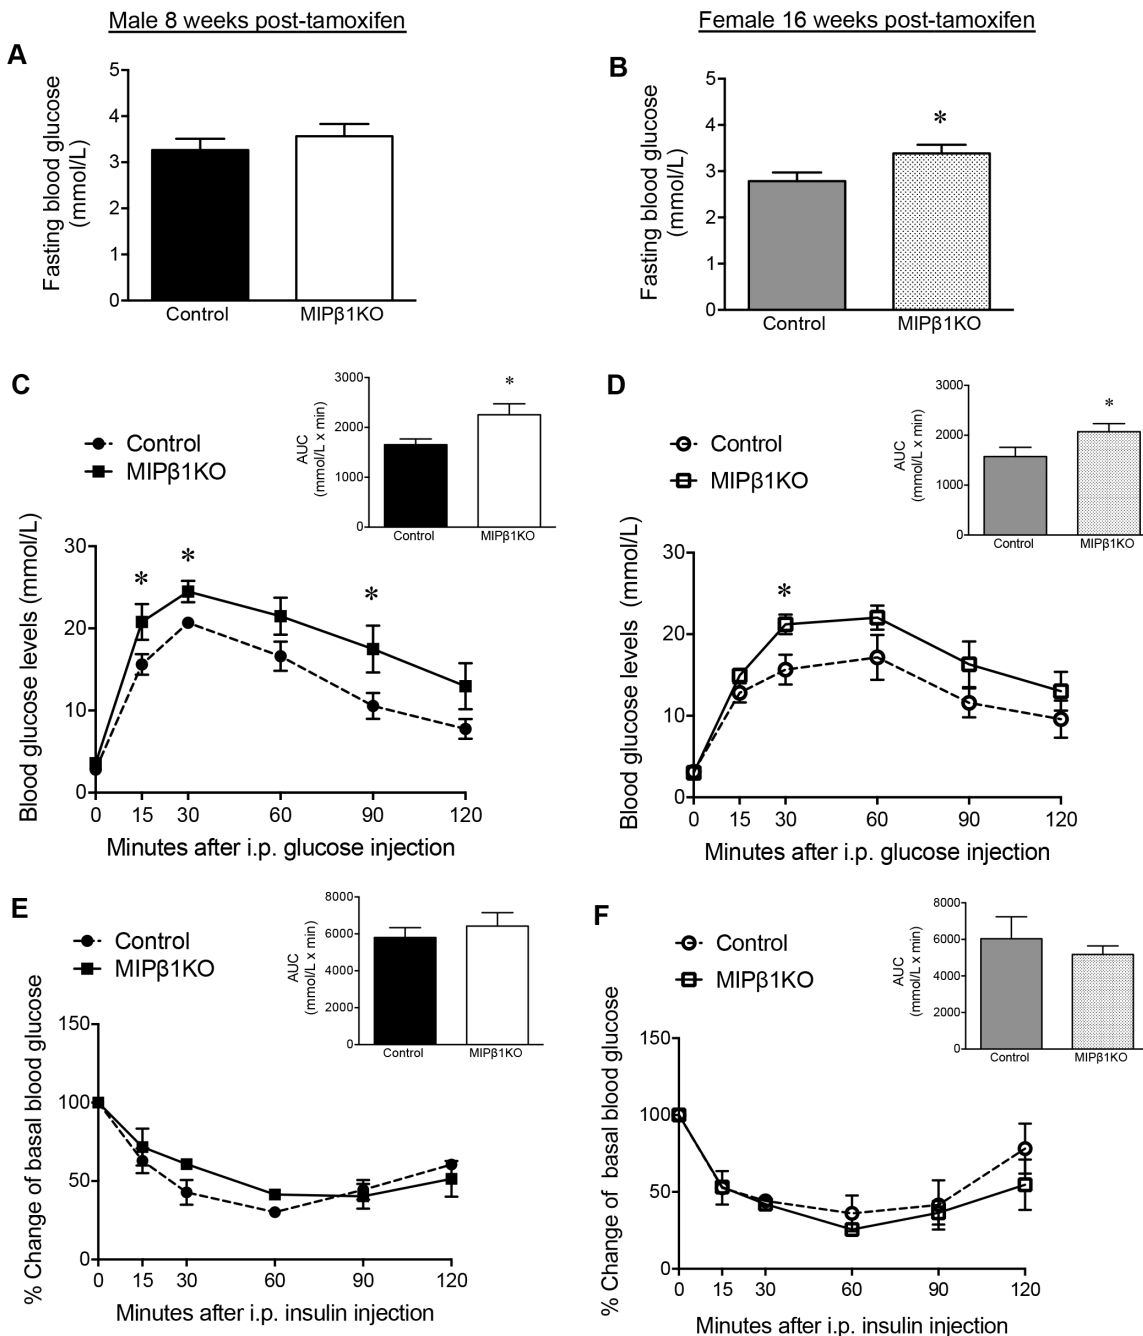 Male 8 weeks post-tamoxifen
Female 16 weeks post-tamoxifen
A
Fasting blood glucose
(mmol/L)
5
4
3
2
1
0
Control
MIPβ1KO
B
Fasting blood glucose
(mmol/L)
5
4
3
2
1
0
*
Control
MIPβ1KO
C
Control
MIPβ1KO
AUC
(mmol/L x min)
3000
2000
1000
0
*
Control
MIPβ1KO
Blood glucose levels (mmol/L)
30
20
10
0
*
*
*
0 15 30 60 90 120
Minutes after i.p. glucose injection
D
Control
MIPβ1KO
AUC
(mmol/L x min)
3000
2000
1000
0
*
Control
MIPβ1KO
Blood glucose levels (mmol/L)
30
20
10
0
*
0 15 30 60 90 120
Minutes after i.p. glucose injection
E
Control
MIPβ1KO
AUC
(mmol/L x min)
8000
6000
4000
2000
0
Control
MIPβ1KO
% Change of basal blood glucose
150
100
50
0
0 15 30 60 90 120
Minutes after i.p. insulin injection
F
Control
MIPβ1KO
AUC
(mmol/L x min)
8000
6000
4000
2000
0
Control
MIPβ1KO
% Change of basal blood glucose
150
100
50
0
0 15 30 60 90 120
Minutes after i.p. insulin injection